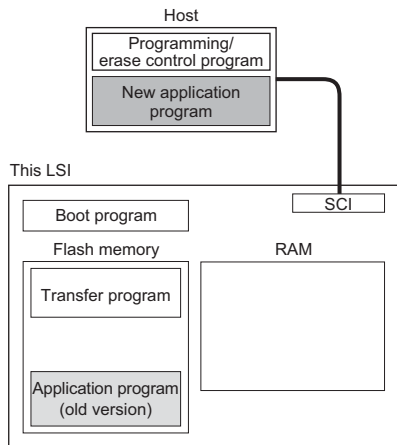 Host
Programming/
erase control program
New application
program
This LSI
SCI
Boot program
Flash memory
RAM
Transfer program
Application program
(old version)